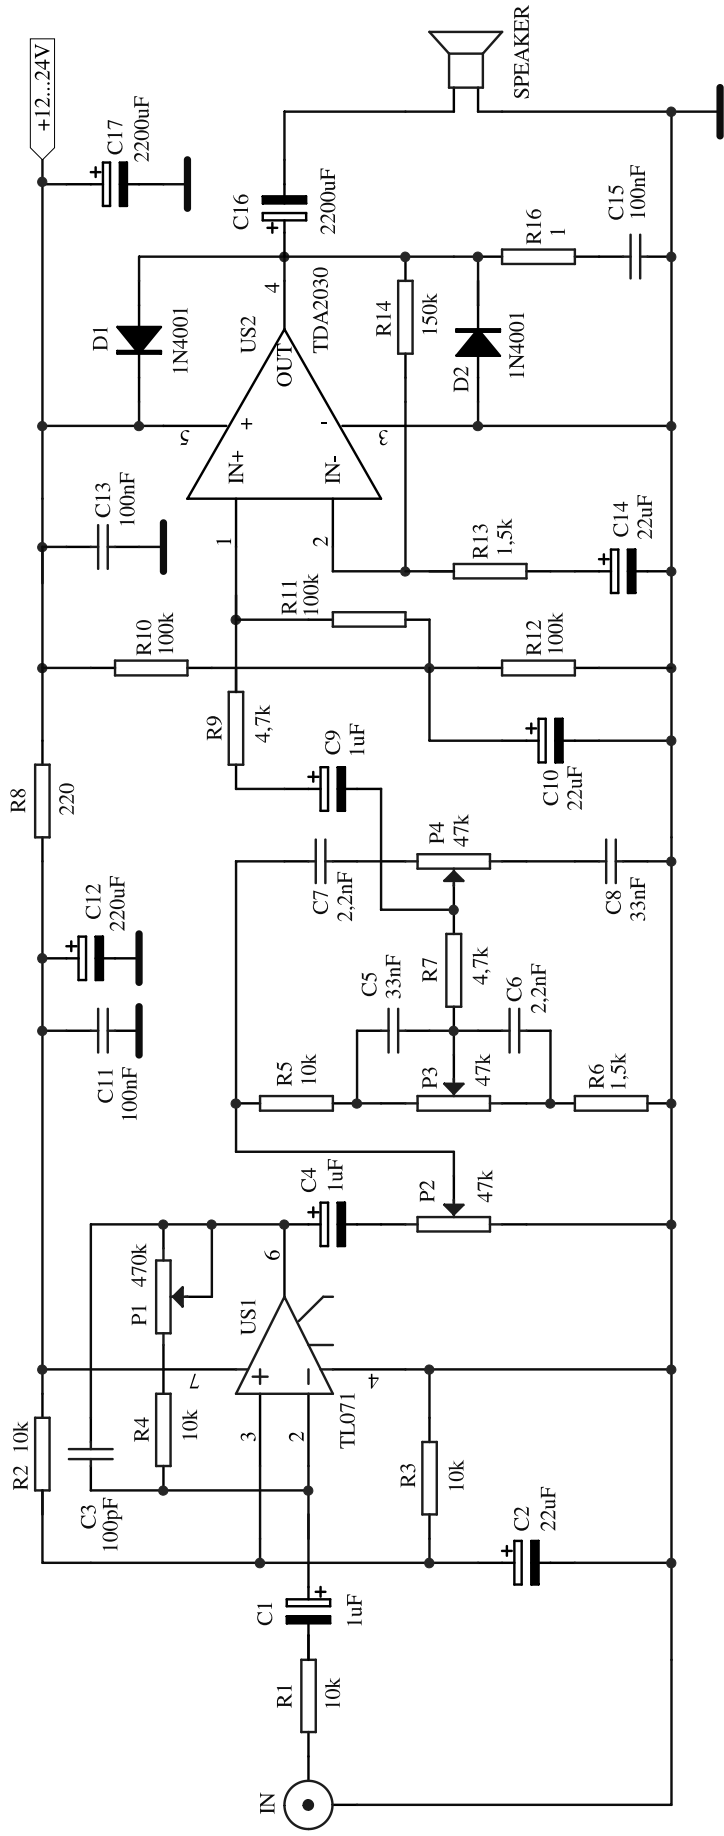 IN
R1
10k
C1
+
1uF
R2 10k
C3
100pF
R4
10k
P1 470k
7
3
2
US1
6
TL071
4
R3
10k
+
C2
22uF
+
C4
1uF
P2
47k
C11
100nF
+
C12
220uF
R5
10k
P3
47k
C5
33nF
C6
2,2nF
R6
1,5k
R7
4,7k
C7
2,2nF
P4
47k
C8
33nF
R8
220
R9
4,7k
+
C9
1uF
R10
100k
R11
100k
R12
100k
+
C10
22uF
C13
100nF
1
2
IN+
IN-
+
-
OUT
5
3
4
US2
TDA2030
R13
1,5k
+
C14
22uF
D1
1N4001
D2
1N4001
R14
150k
R16
1
C15
100nF
+
C16
2200uF
+
C17
2200uF
+12...24V
SPEAKER